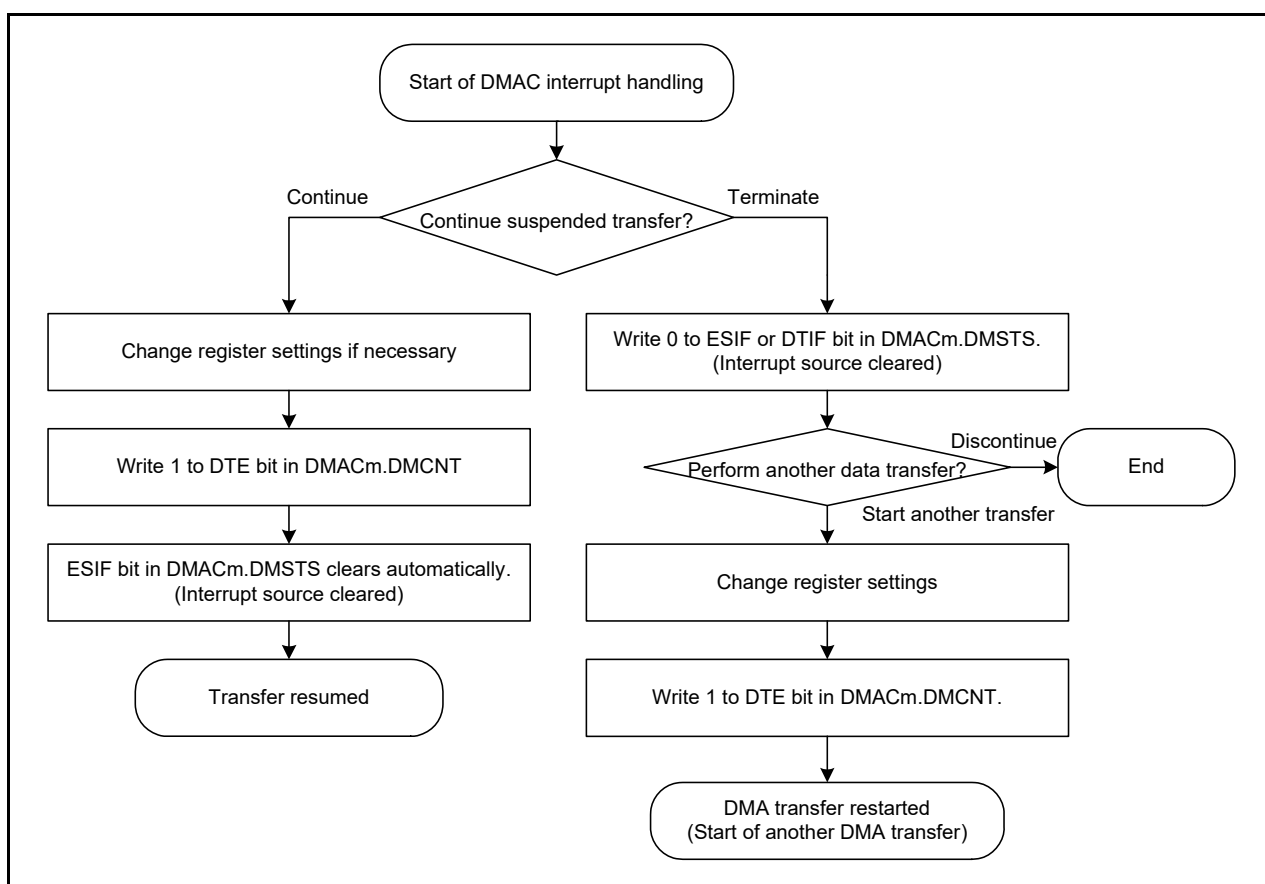 Start of DMAC interrupt handling
Continue
Terminate
Continue suspended transfer?
Change register settings if necessary
Write 1 to DTE bit in DMACm.DMCNT
ESIF bit in DMACm.DMSTS clears automatically.
(Interrupt source cleared)
Transfer resumed
Write 0 to ESIF or DTIF bit in DMACm.DMSTS.
(Interrupt source cleared)
Discontinue
Perform another data transfer?
End
Start another transfer
Change register settings
Write 1 to DTE bit in DMACm.DMCNT.
DMA transfer restarted
(Start of another DMA transfer)